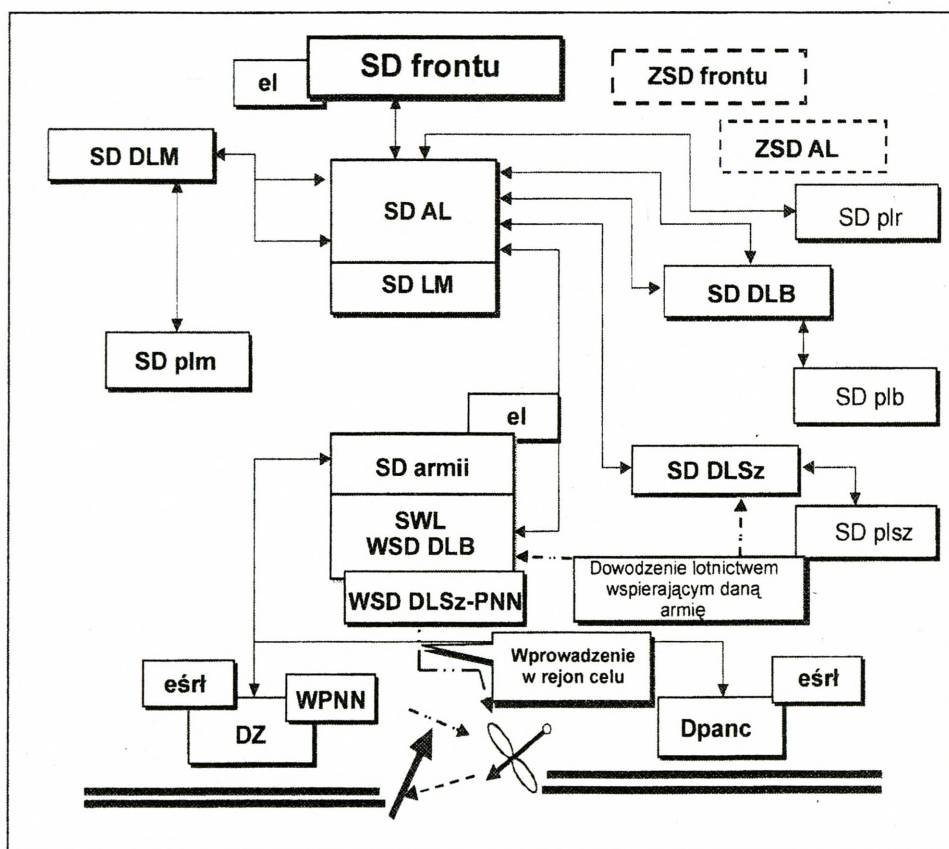 SD frontu
el
ZSD frontu
ZSD AL
SD DLM
SD AL
SD LM
SD plr
SD DLB
SD plm
SD plb
el
SD armii
SWL
WSD DLB
WSD DLSz-PNN
SD DLSz
SD plsz
Dowodzenie lotnictwem
wspierającym daną
armię
Wprowadzenie
w rejon celu
eśrł
WPNN
DZ
eśrł
Dpanc